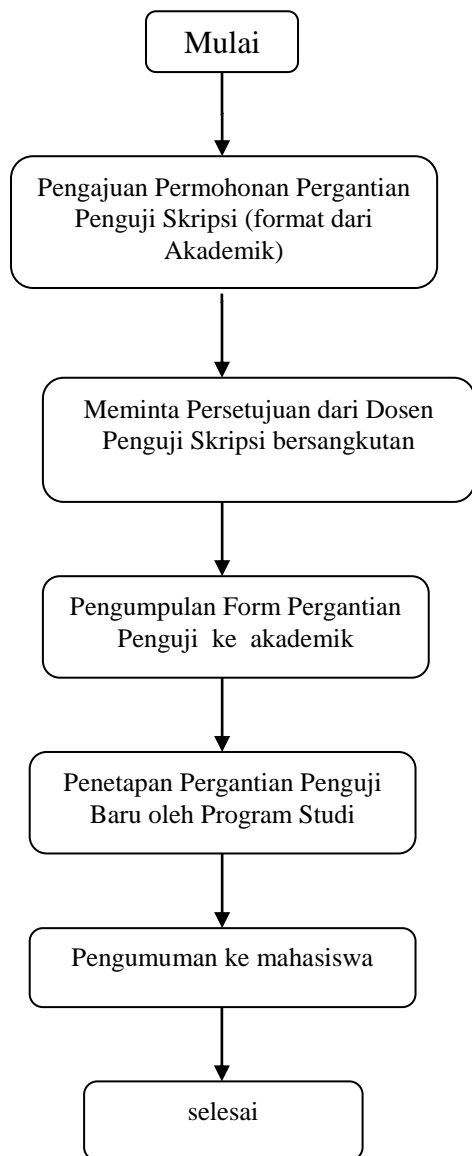 Mulai
Pengajuan Permohonan Pergantian
Penguji Skripsi (format dari
Akademik)
Meminta Persetujuan dari Dosen
Penguji Skripsi bersangkutan
Pengumpulan Form Pergantian
Penguji ke akademik
Penetapan Pergantian Penguji
Baru oleh Program Studi
Pengumuman ke mahasiswa
selesai